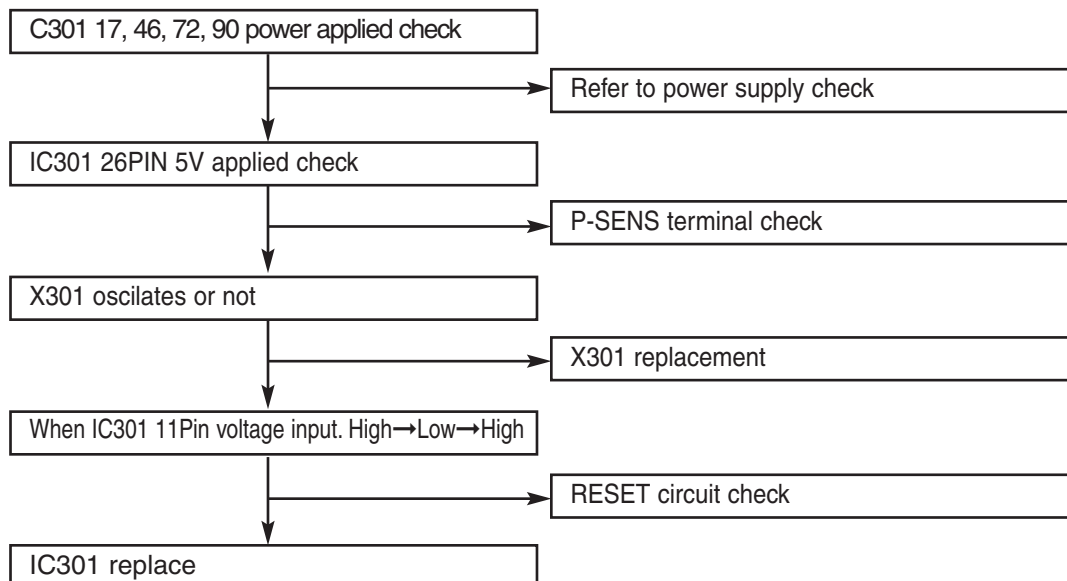 C301 17, 46, 72, 90 power applied check
Refer to power supply check
IC301 26PIN 5V applied check
P-SENS terminal check
X301 oscilates or not
X301 replacement
When IC301 11Pin voltage input. High→Low→High
RESET circuit check
IC301 replace